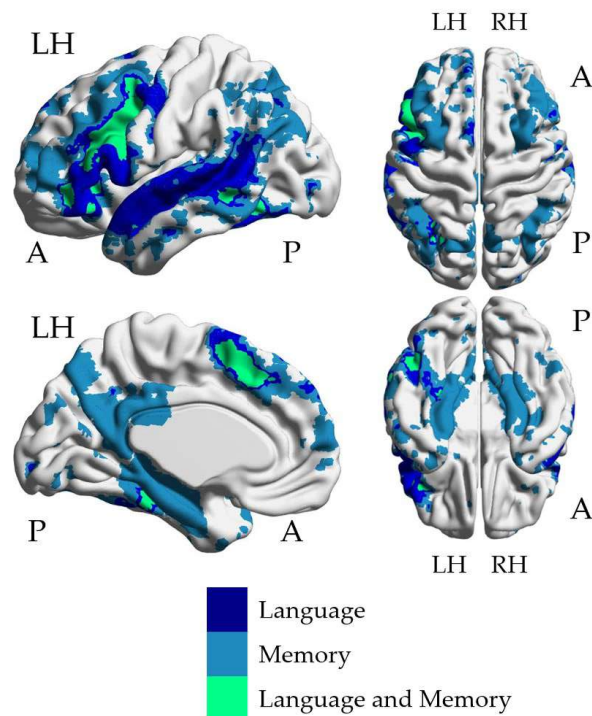 LH
LH RH
A
A P
P
LH
P
P A
A
LH RH
Language
Memory
Language and Memory